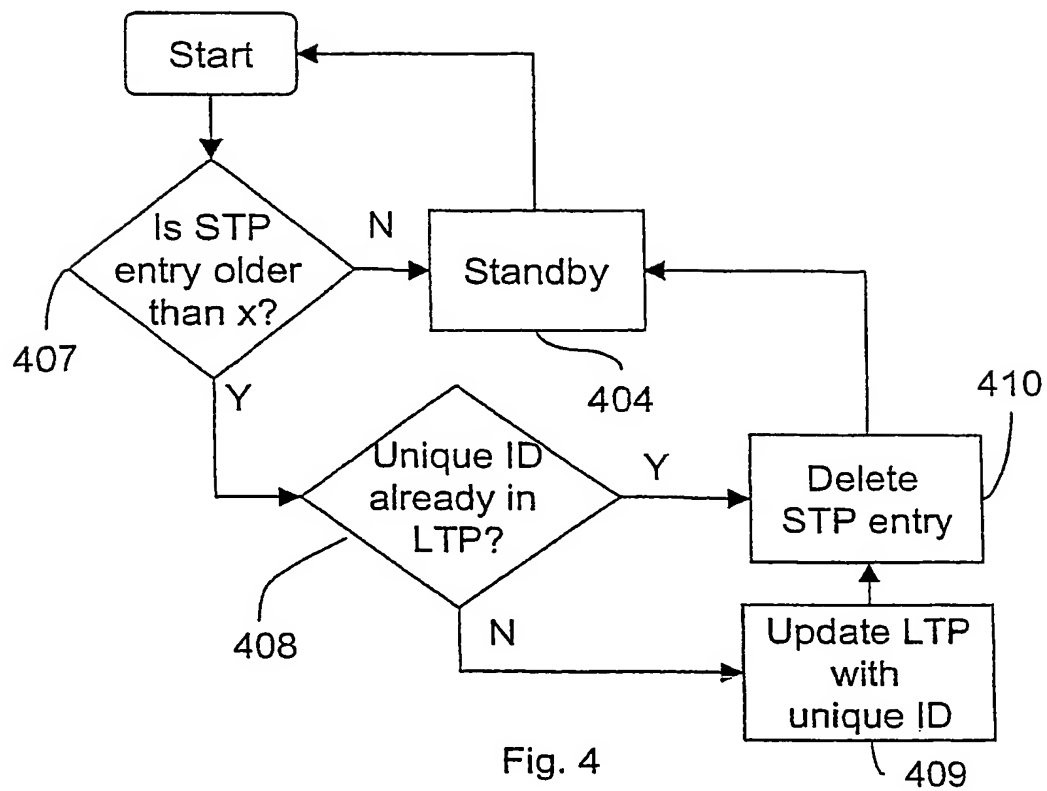 Start
Is STP
entry older
than x?
N
Standby
407
404
Y
410
Unique ID
already in
LTP?
Y
Delete
STP entry
408
N
Update LTP
with
unique ID
Fig. 4
409